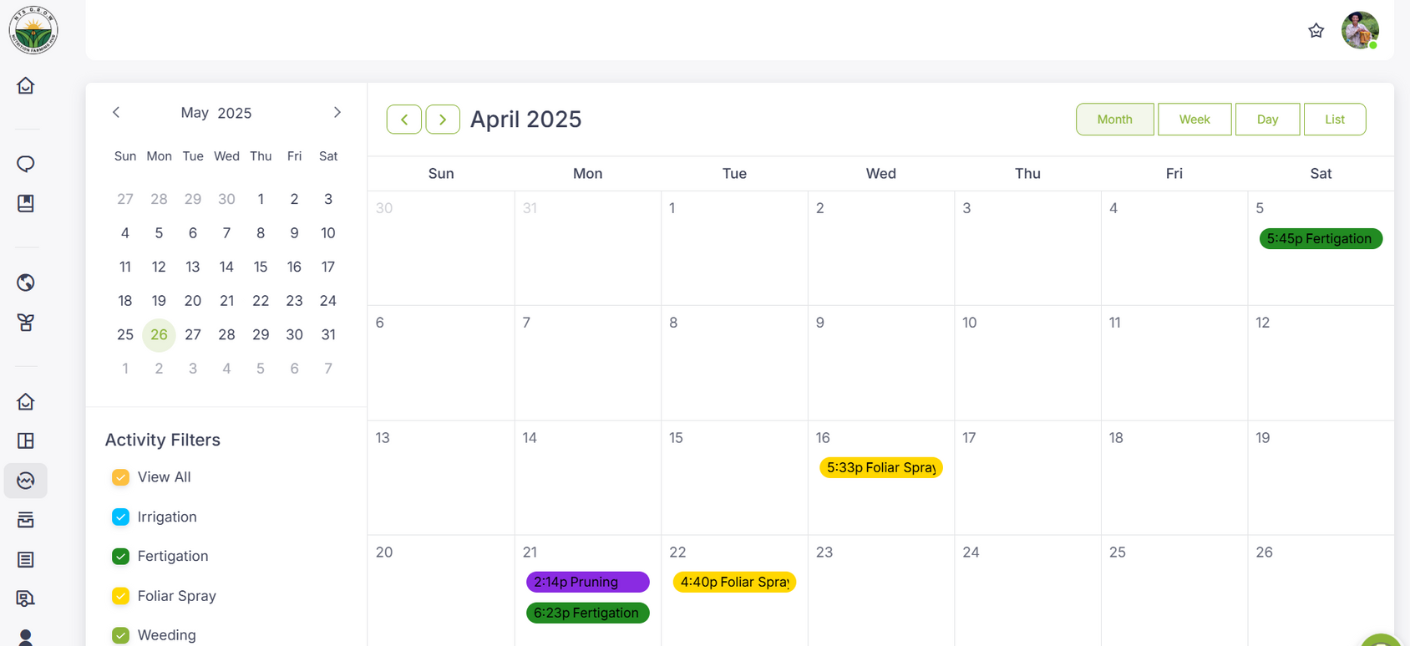 May 2025
Sun Mon Tue Wed Thu Fri Sat
27 28 29 30 1 2 3
4 5 6 7 8 9 10
11 12 13 14 15 16 17
18 19 20 21 22 23 24
25 26 27 28 29 30 31
1 2 3 4 5 6 7
Activity Filters
View All
Irrigation
Fertigation
Foliar Spray
Weeding
April 2025
Month Week Day List
Sun Mon Tue Wed Thu Fri Sat
30 31 1 2 3 4 5
5:45p Fertigation
6 7 8 9 10 11 12
13 14 15 16 17 18 19
5:33p Foliar Spray
20 21 22 23 24 25 26
2:14p Pruning 4:40p Foliar Spray
6:23p Fertigation